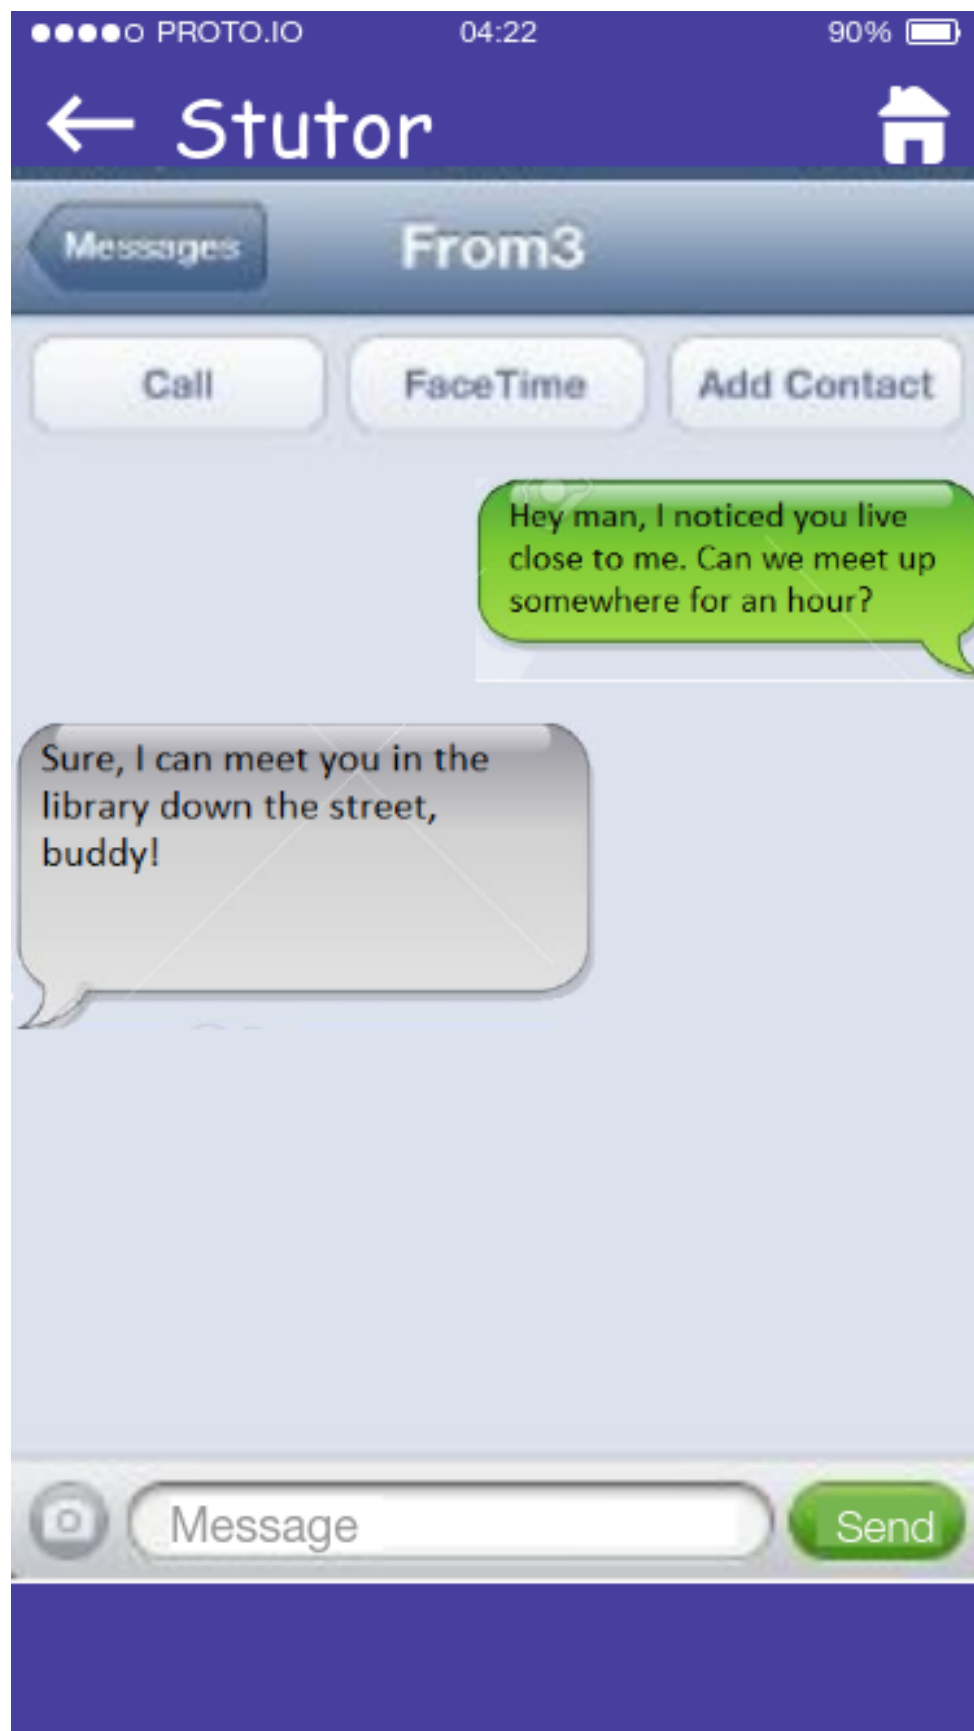 PROTO.IO 04:22 90%
Stutor
Messages From3
Call FaceTime Add Contact
Hey man, I noticed you live
close to me. Can we meet up
somewhere for an hour?
Sure, I can meet you in the
library down the street,
buddy!
Message Send